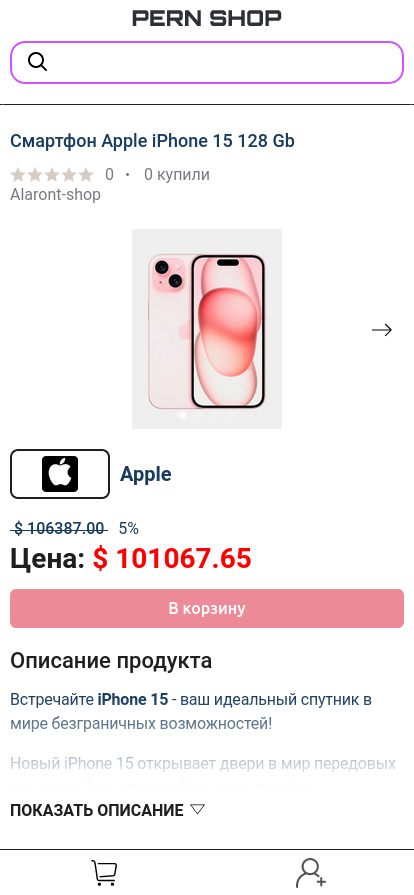 PERN SHOP
Смартфон Apple iPhone 15 128 Gb
0 • 0 купили
Alaront-shop
Apple
$ 106387.00 5%
Цена: $ 101067.65
В корзину
Описание продукта
Встречайте iPhone 15 - ваш идеальный спутник в
мире безграничных возможностей!
Новый iPhone 15 открывает двери в мир передовых
ПОКАЗАТЬ ОПИСАНИЕ